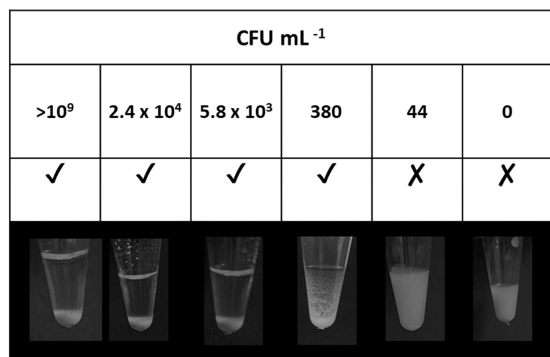 CFU mL -1
>10⁹ 2.4 x 10⁴ 5.8 x 10³ 380 44 0
✓ ✓ ✓ ✓ ✗ ✗